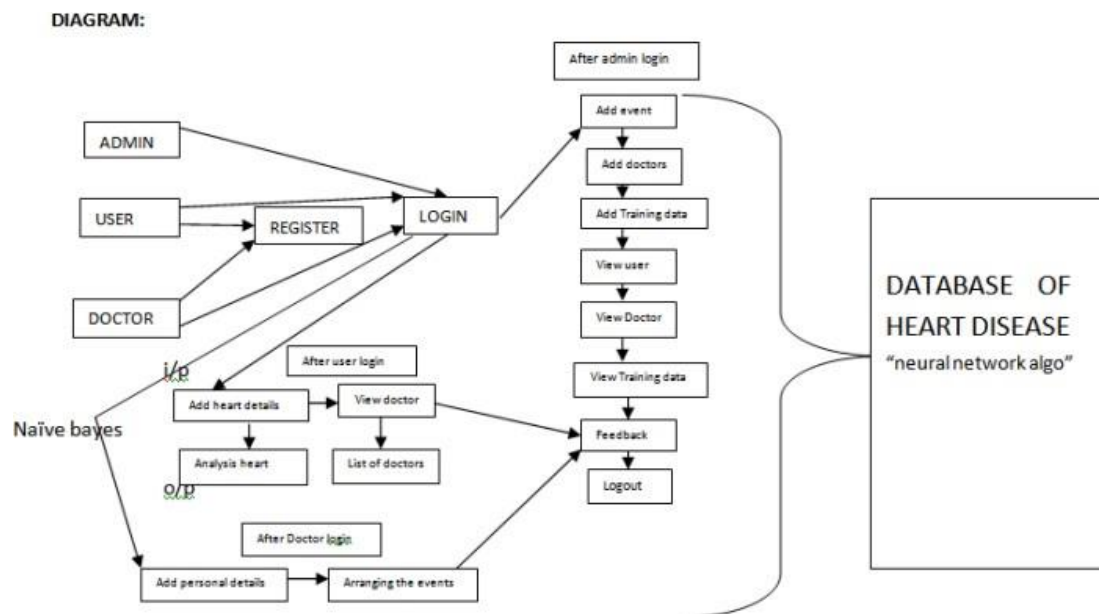 DIAGRAM:
After admin login
Add event
ADMIN
Add doctors
USER
REGISTER
LOGIN
Add Training data
View user
DOCTOR
View Doctor
DATABASE OF
HEART DISEASE
“neural network algo”
After user login
i/p
View Training data
Add heart details
View doctor
Naïve bayes
Feedback
Analysis heart
List of doctors
o/p
Logout
After Doctor login
Add personal details
Arranging the events